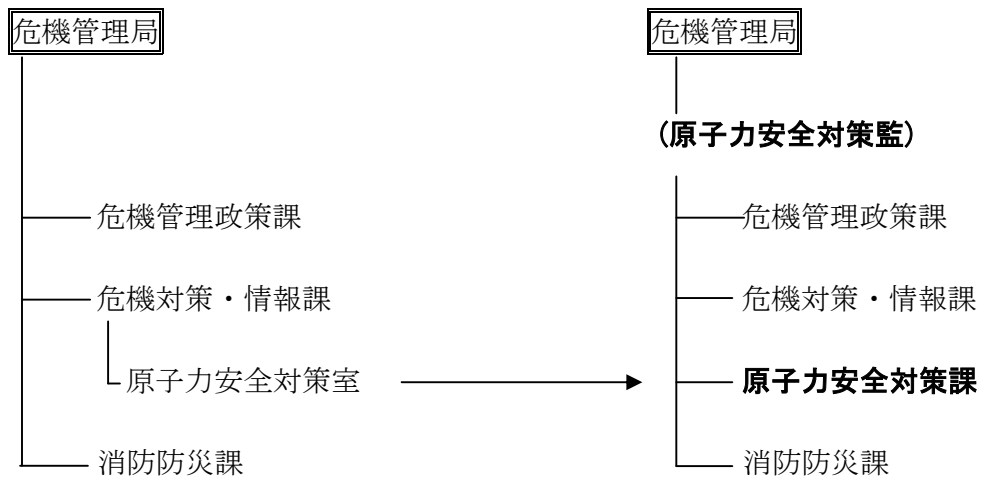 危機管理局
危機管理政策課
危機対策・情報課
原子力安全対策室
消防防災課
危機管理局
(原子力安全対策監)
危機管理政策課
危機対策・情報課
原子力安全対策課
消防防災課